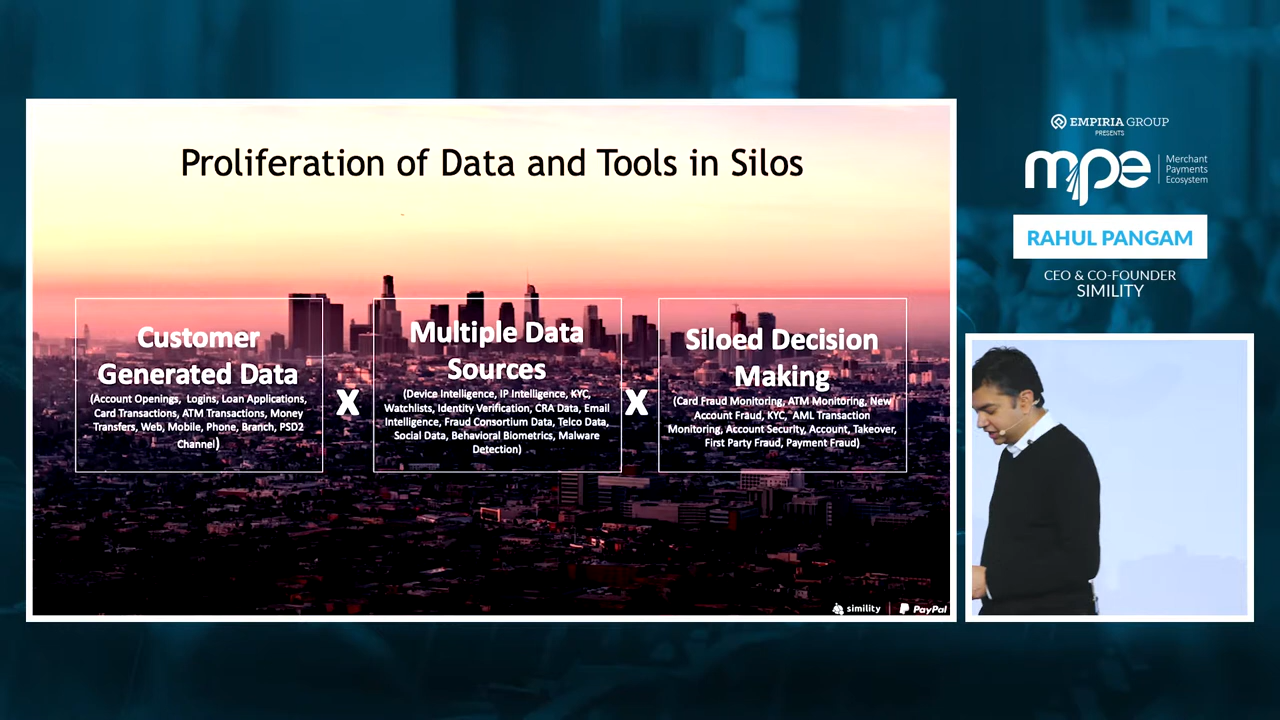 Proliferation of Data and Tools in Silos
Customer
Generated Data
(Account Openings, Logins, Loan Applications,
Card Transactions, ATM Transactions, Money
Transfers, Web, Mobile, Phone, Branch, PSD2
Channel)
X
Multiple Data
Sources
(Device Intelligence, IP Intelligence, KYC,
Watchlists, Identity Verification, CRA Data, Email
Intelligence, Fraud Consortium Data, Telco Data,
Social Data, Behavioral Biometrics, Malware
Detection)
X
Siloed Decision
Making
(Card Fraud Monitoring, ATM Monitoring, New
Account Fraud, KYC, AML Transaction
Monitoring, Account Security, Account, Takeover,
First Party Fraud, Payment Fraud)
simility | PayPal
EMPIRIA GROUP
PRESENTS
mpe
Merchant
Payments
Ecosystem
RAHUL PANGAM
CEO & CO-FOUNDER
SIMILITY